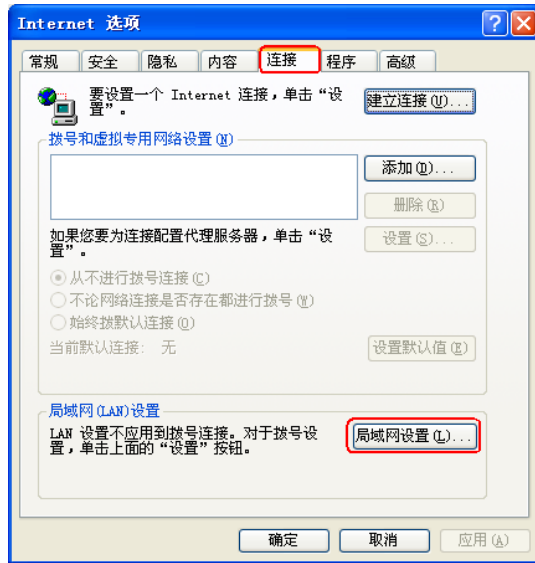 Internet 选项
常规 安全 隐私 内容 连接 程序 高级
要设置一个 Internet 连接，单击“设
置”。
建立连接(U)...
拨号和虚拟专用网络设置(N)
添加(D)...
删除(R)
如果您要为连接配置代理服务器，单击“设
置”。
设置(S)...
从不进行拨号连接(C)
不论网络连接是否存在都进行拨号(W)
始终拨默认连接(O)
当前默认连接： 无
设置默认值(E)
局域网(LAN)设置
LAN 设置不应用到拨号连接。对于拨号设
置，单击上面的“设置”按钮。
局域网设置(L)...
确定 取消 应用(A)